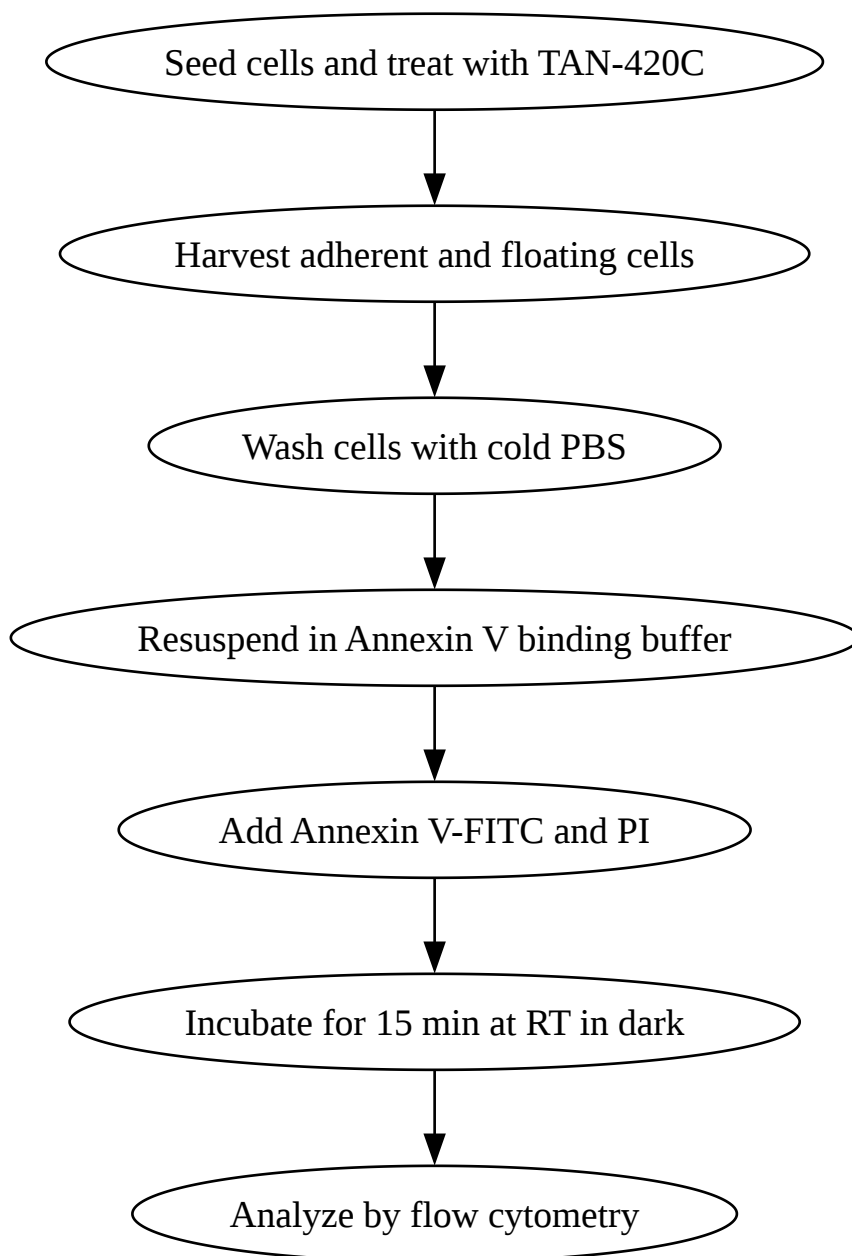 Seed cells and treat with TAN-420C
Harvest adherent and floating cells
Wash cells with cold PBS
Resuspend in Annexin V binding buffer
Add Annexin V-FITC and PI
Incubate for 15 min at RT in dark
Analyze by flow cytometry